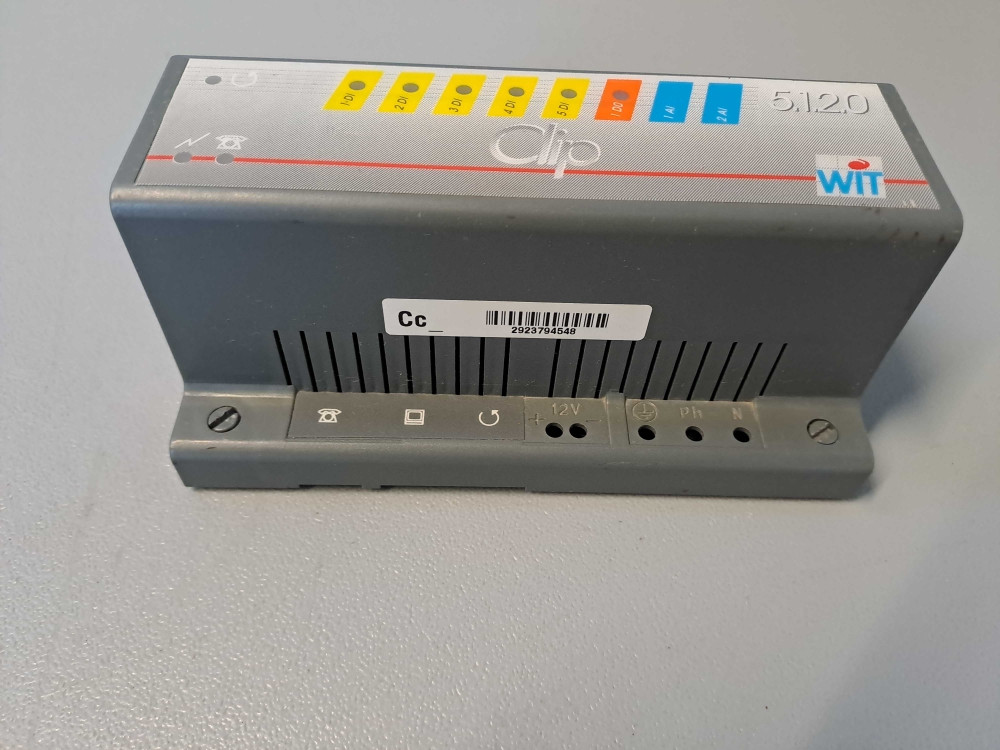 1 DI
2 DI
3 DI
4 DI
5 DI
1 DO
1 AI
2 AI
5.1.2.0
Clip
WIT
Cc_
2923794548
+ 12V -
Ph
N